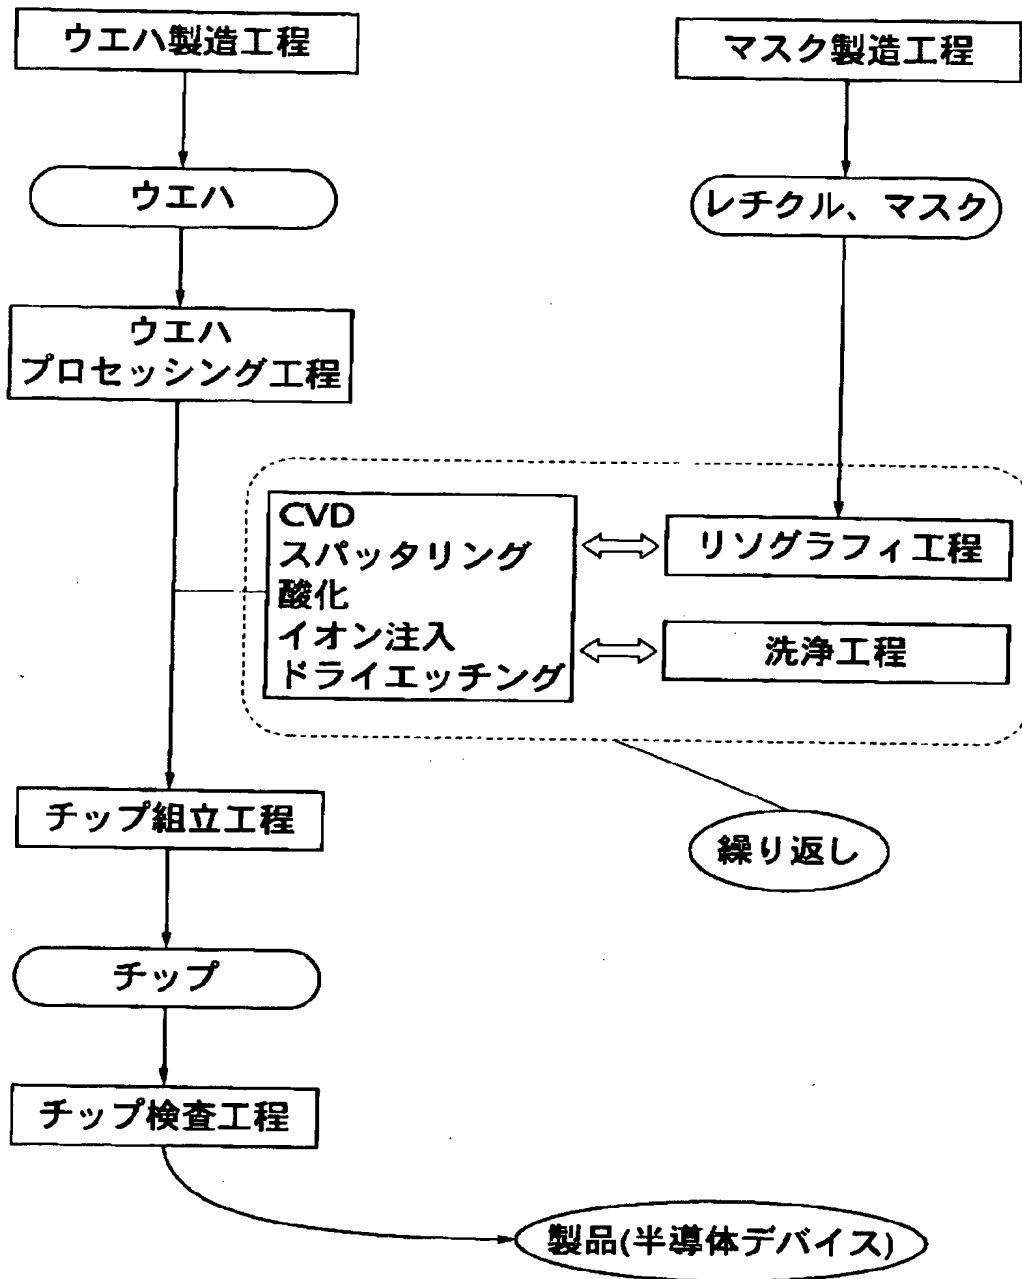 ウエハ製造工程
マスク製造工程
ウエハ
レチクル、マスク
ウエハ
プロセッシング工程
CVD
スパッタリング
酸化
イオン注入
ドライエッチング
リソグラフィ工程
洗浄工程
チップ組立工程
繰り返し
チップ
チップ検査工程
製品(半導体デバイス)